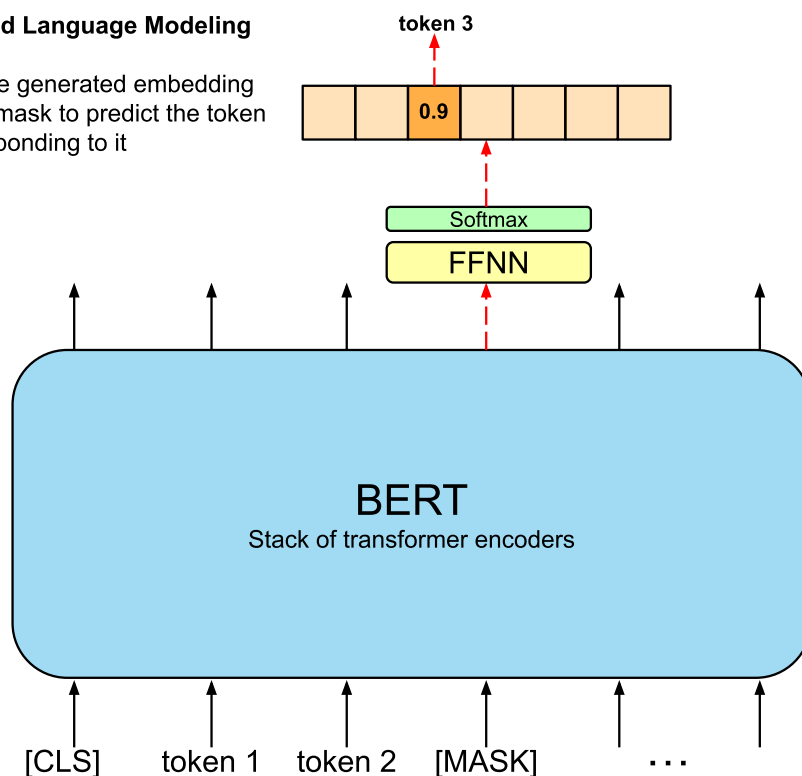 d Language Modeling
token 3
e generated embedding
mask to predict the token
ponding to it
0.9
Softmax
FFNN
BERT
Stack of transformer encoders
[CLS] token 1 token 2 [MASK] ...